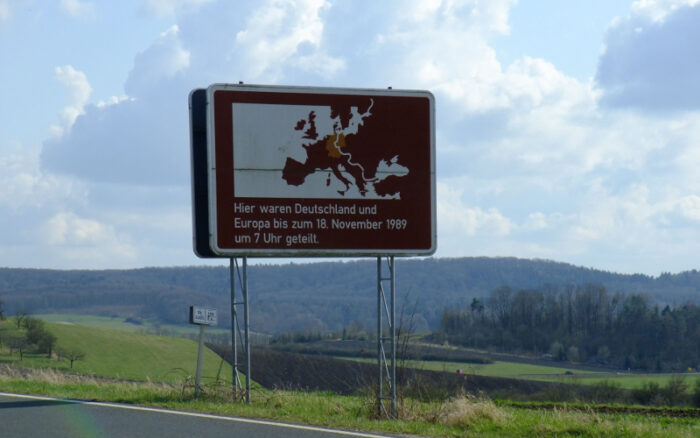 Hier waren Deutschland und
Europa bis zum 18. November 1989
um 7 Uhr geteilt.